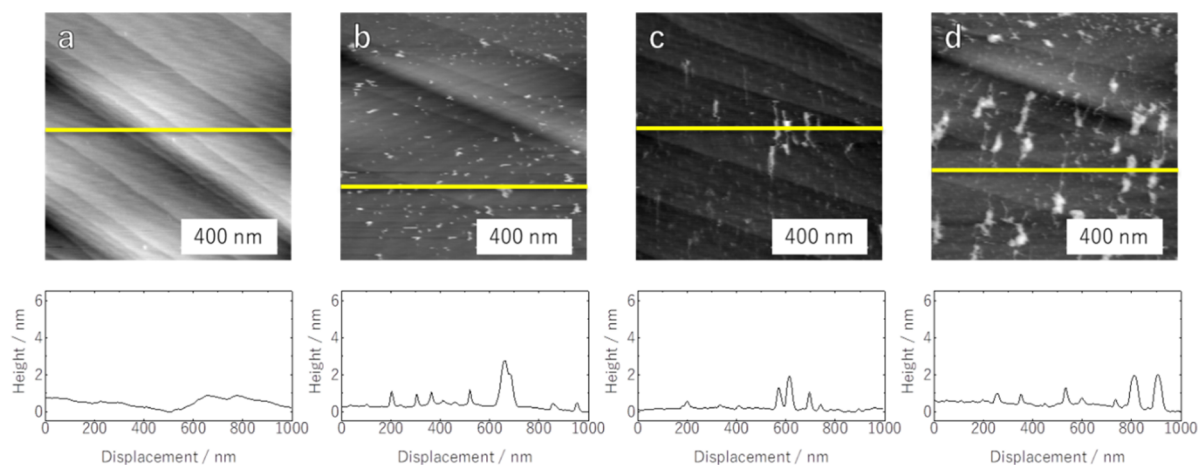 a b c d
400 nm 400 nm 400 nm 400 nm
6 6 6 6
4 4 4 4
2 2 2 2
0 0 0 0
Height / nm Height / nm Height / nm Height / nm
0 200 400 600 800 1000 0 200 400 600 800 1000 0 200 400 600 800 1000 0 200 400 600 800 1000
Displacement / nm Displacement / nm Displacement / nm Displacement / nm